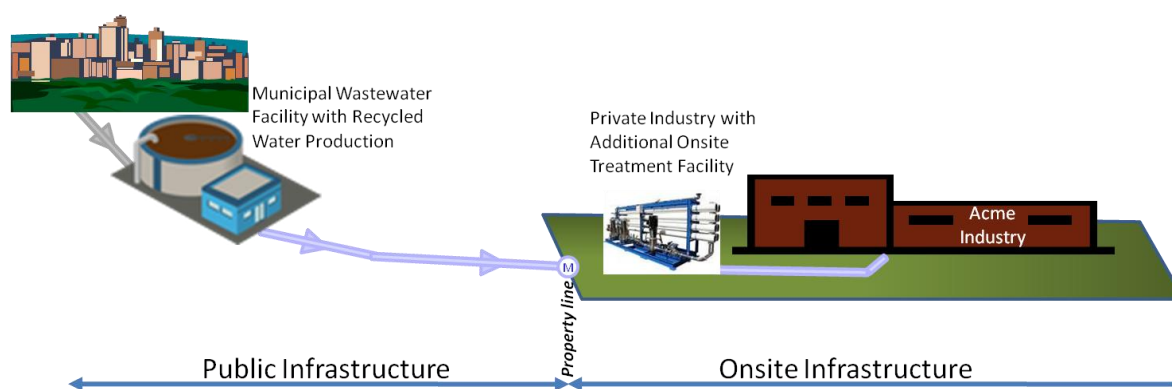 Municipal Wastewater
Facility with Recycled
Water Production
Private Industry with
Additional Onsite
Treatment Facility
Acme
Industry
M
Property line
Public Infrastructure
Onsite Infrastructure